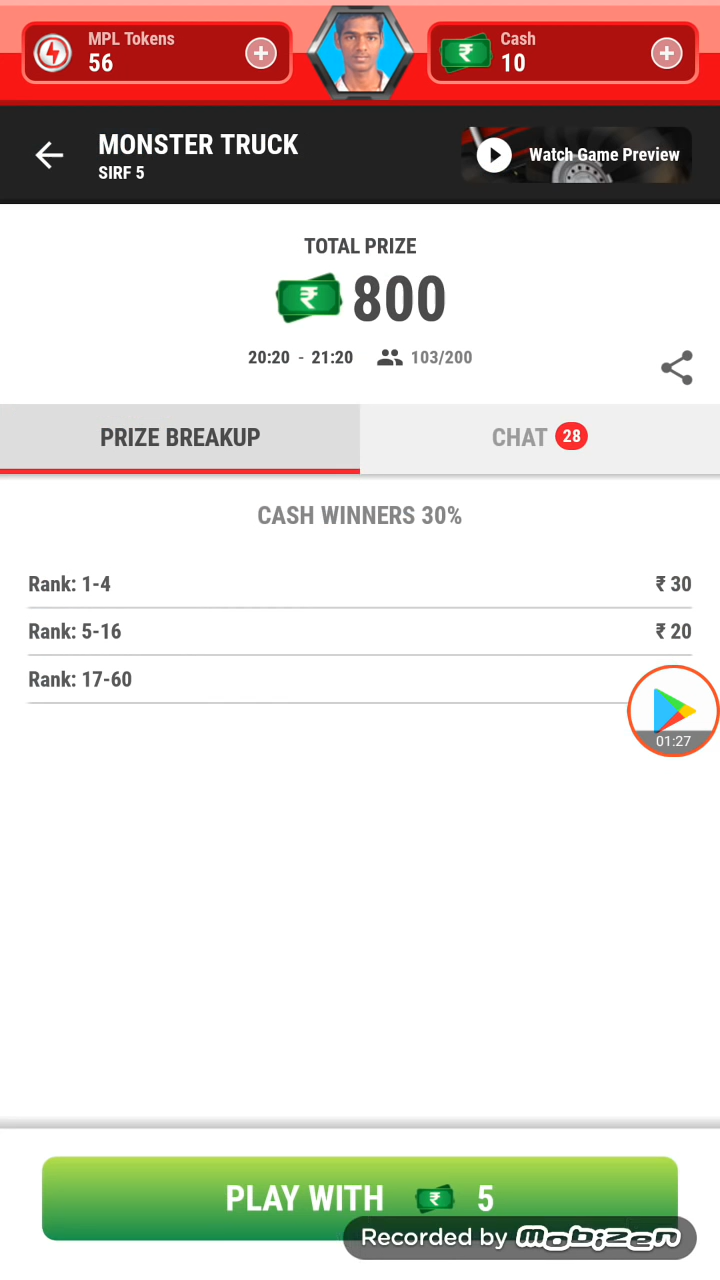 MPL Tokens
56
Cash
10
MONSTER TRUCK
SIRF 5
Watch Game Preview
TOTAL PRIZE
₹ 800
20:20 - 21:20 103/200
PRIZE BREAKUP
CHAT 28
CASH WINNERS 30%
Rank: 1-4 ₹ 30
Rank: 5-16 ₹ 20
Rank: 17-60
01:27
PLAY WITH ₹ 5
Recorded by mobizen